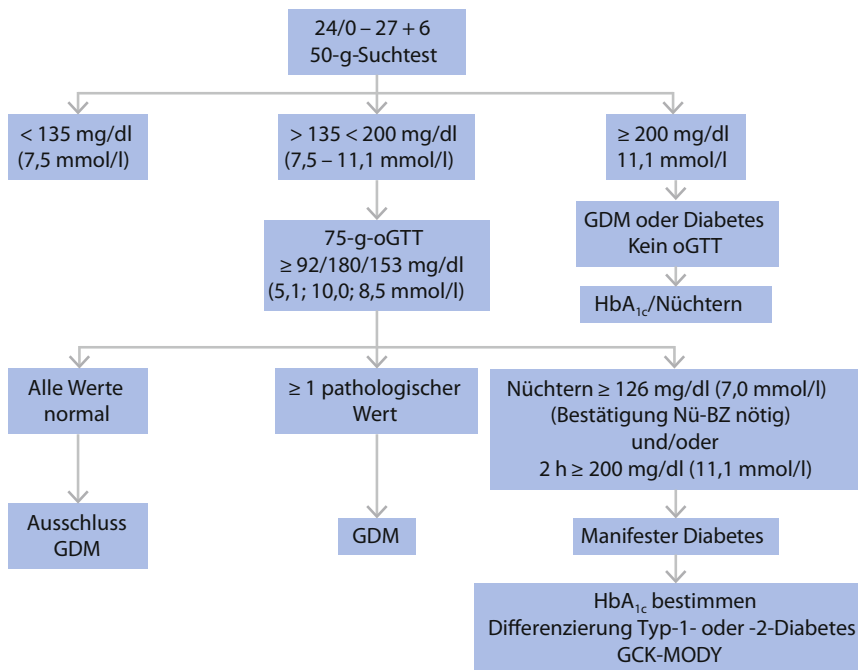 24/0 – 27 + 6
50-g-Suchtest
< 135 mg/dl
(7,5 mmol/l)
> 135 < 200 mg/dl
(7,5 – 11,1 mmol/l)
≥ 200 mg/dl
11,1 mmol/l
75-g-oGTT
≥ 92/180/153 mg/dl
(5,1; 10,0; 8,5 mmol/l)
GDM oder Diabetes
Kein oGTT
HbA1c/Nüchtern
Alle Werte
normal
≥ 1 pathologischer
Wert
Nüchtern ≥ 126 mg/dl (7,0 mmol/l)
(Bestätigung Nü-BZ nötig)
und/oder
2 h ≥ 200 mg/dl (11,1 mmol/l)
Ausschluss
GDM
GDM
Manifester Diabetes
HbA1c bestimmen
Differenzierung Typ-1- oder -2-Diabetes
GCK-MODY